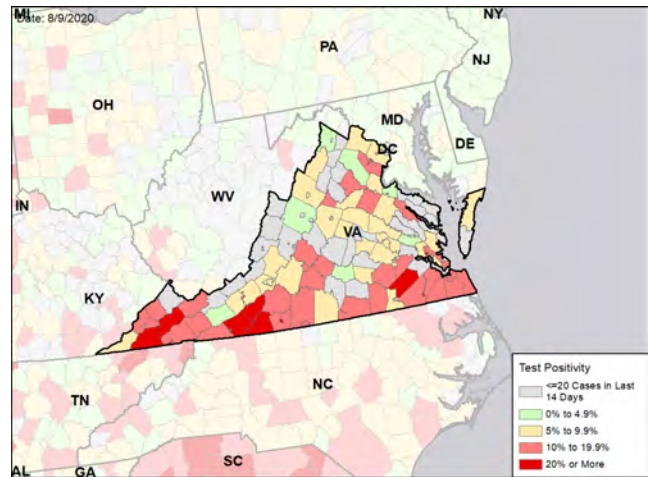 Date: 8/9/2020
MI
NY
PA
NJ
OH
MD
DE
DC
WV
IN
VA
KY
NC
TN
SC
AL
GA
Test Positivity
<=20 Cases in Last
14 Days
0% to 4.9%
5% to 9.9%
10% to 19.9%
20% or More